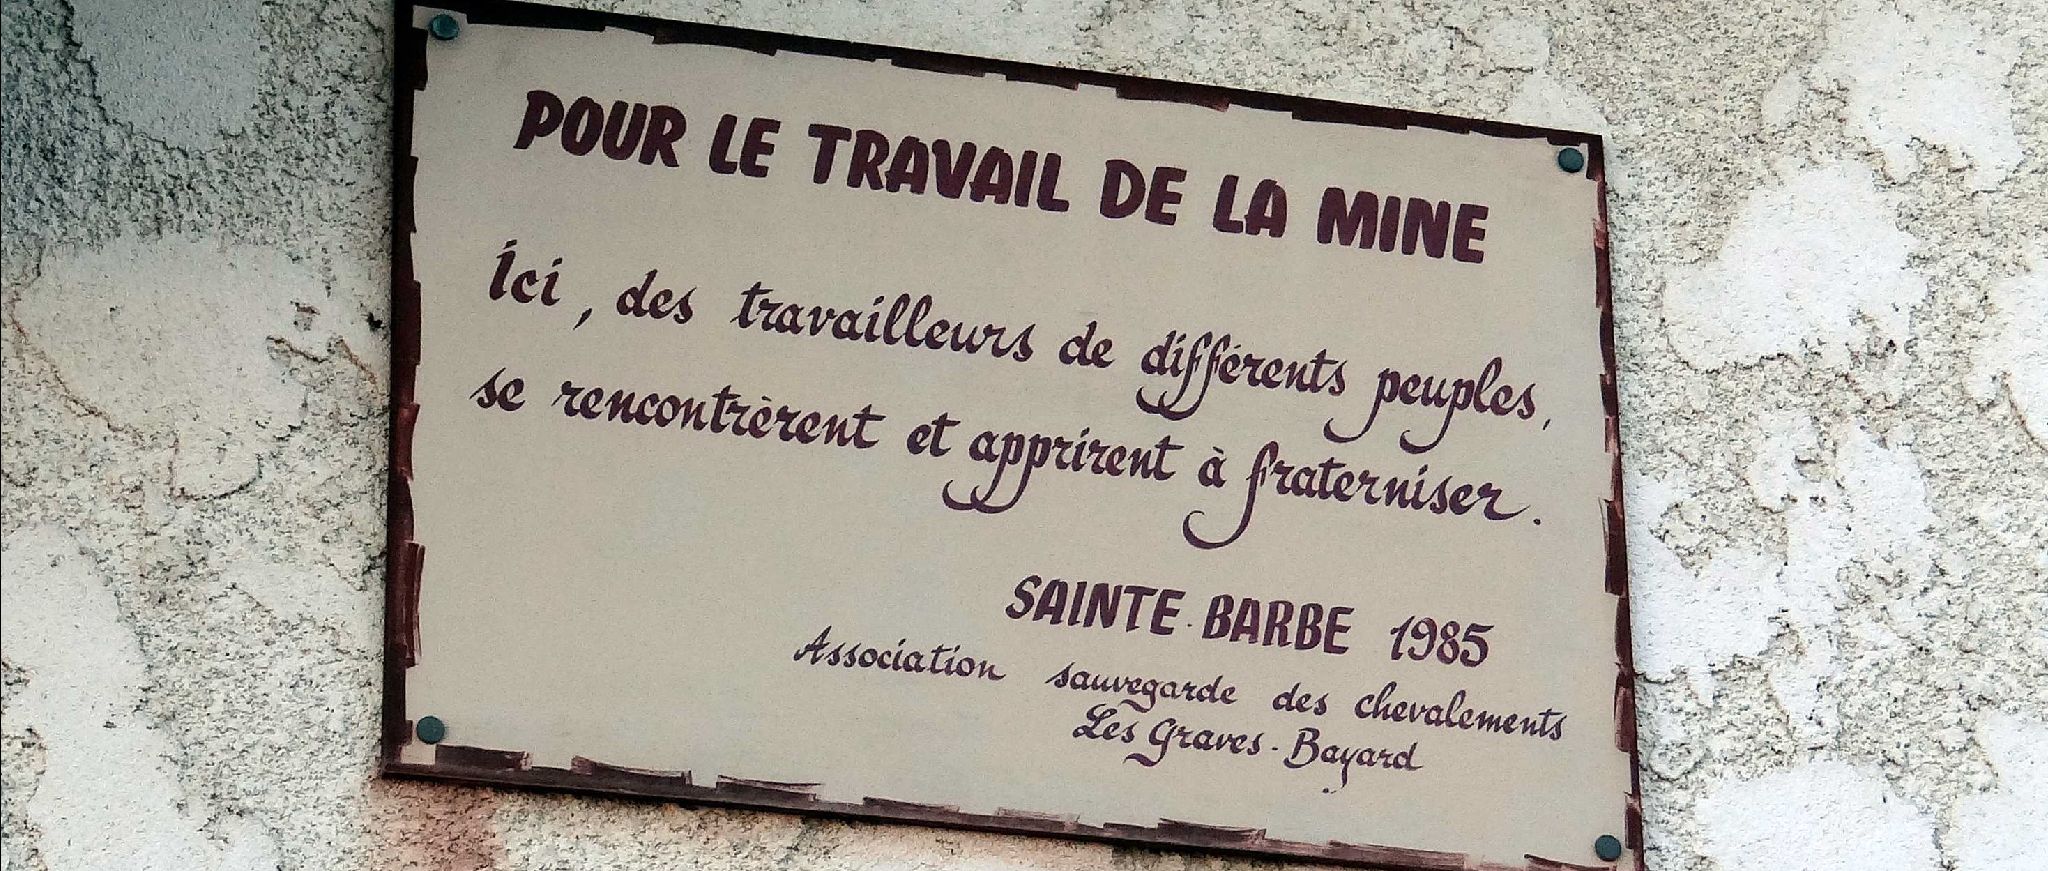 POUR LE TRAVAIL DE LA MINE
Ici, des travailleurs de différents peuples,
se rencontrèrent et apprirent à fraterniser.
SAINTE-BARBE 1985
Association sauvegarde des chevalements
Les Graves-Bayard